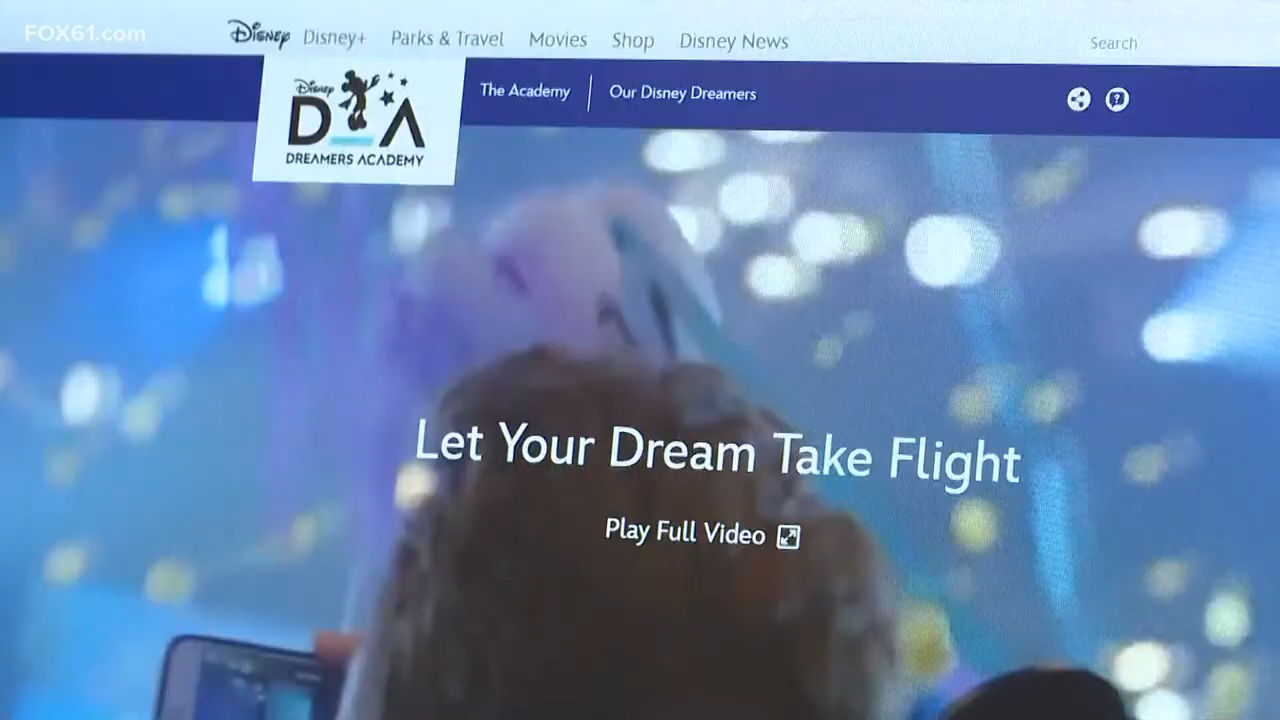 FOX61.com
Disney Disney+ Parks & Travel Movies Shop Disney News Search
Disney
D A
DREAMERS ACADEMY
The Academy Our Disney Dreamers
Let Your Dream Take Flight
Play Full Video